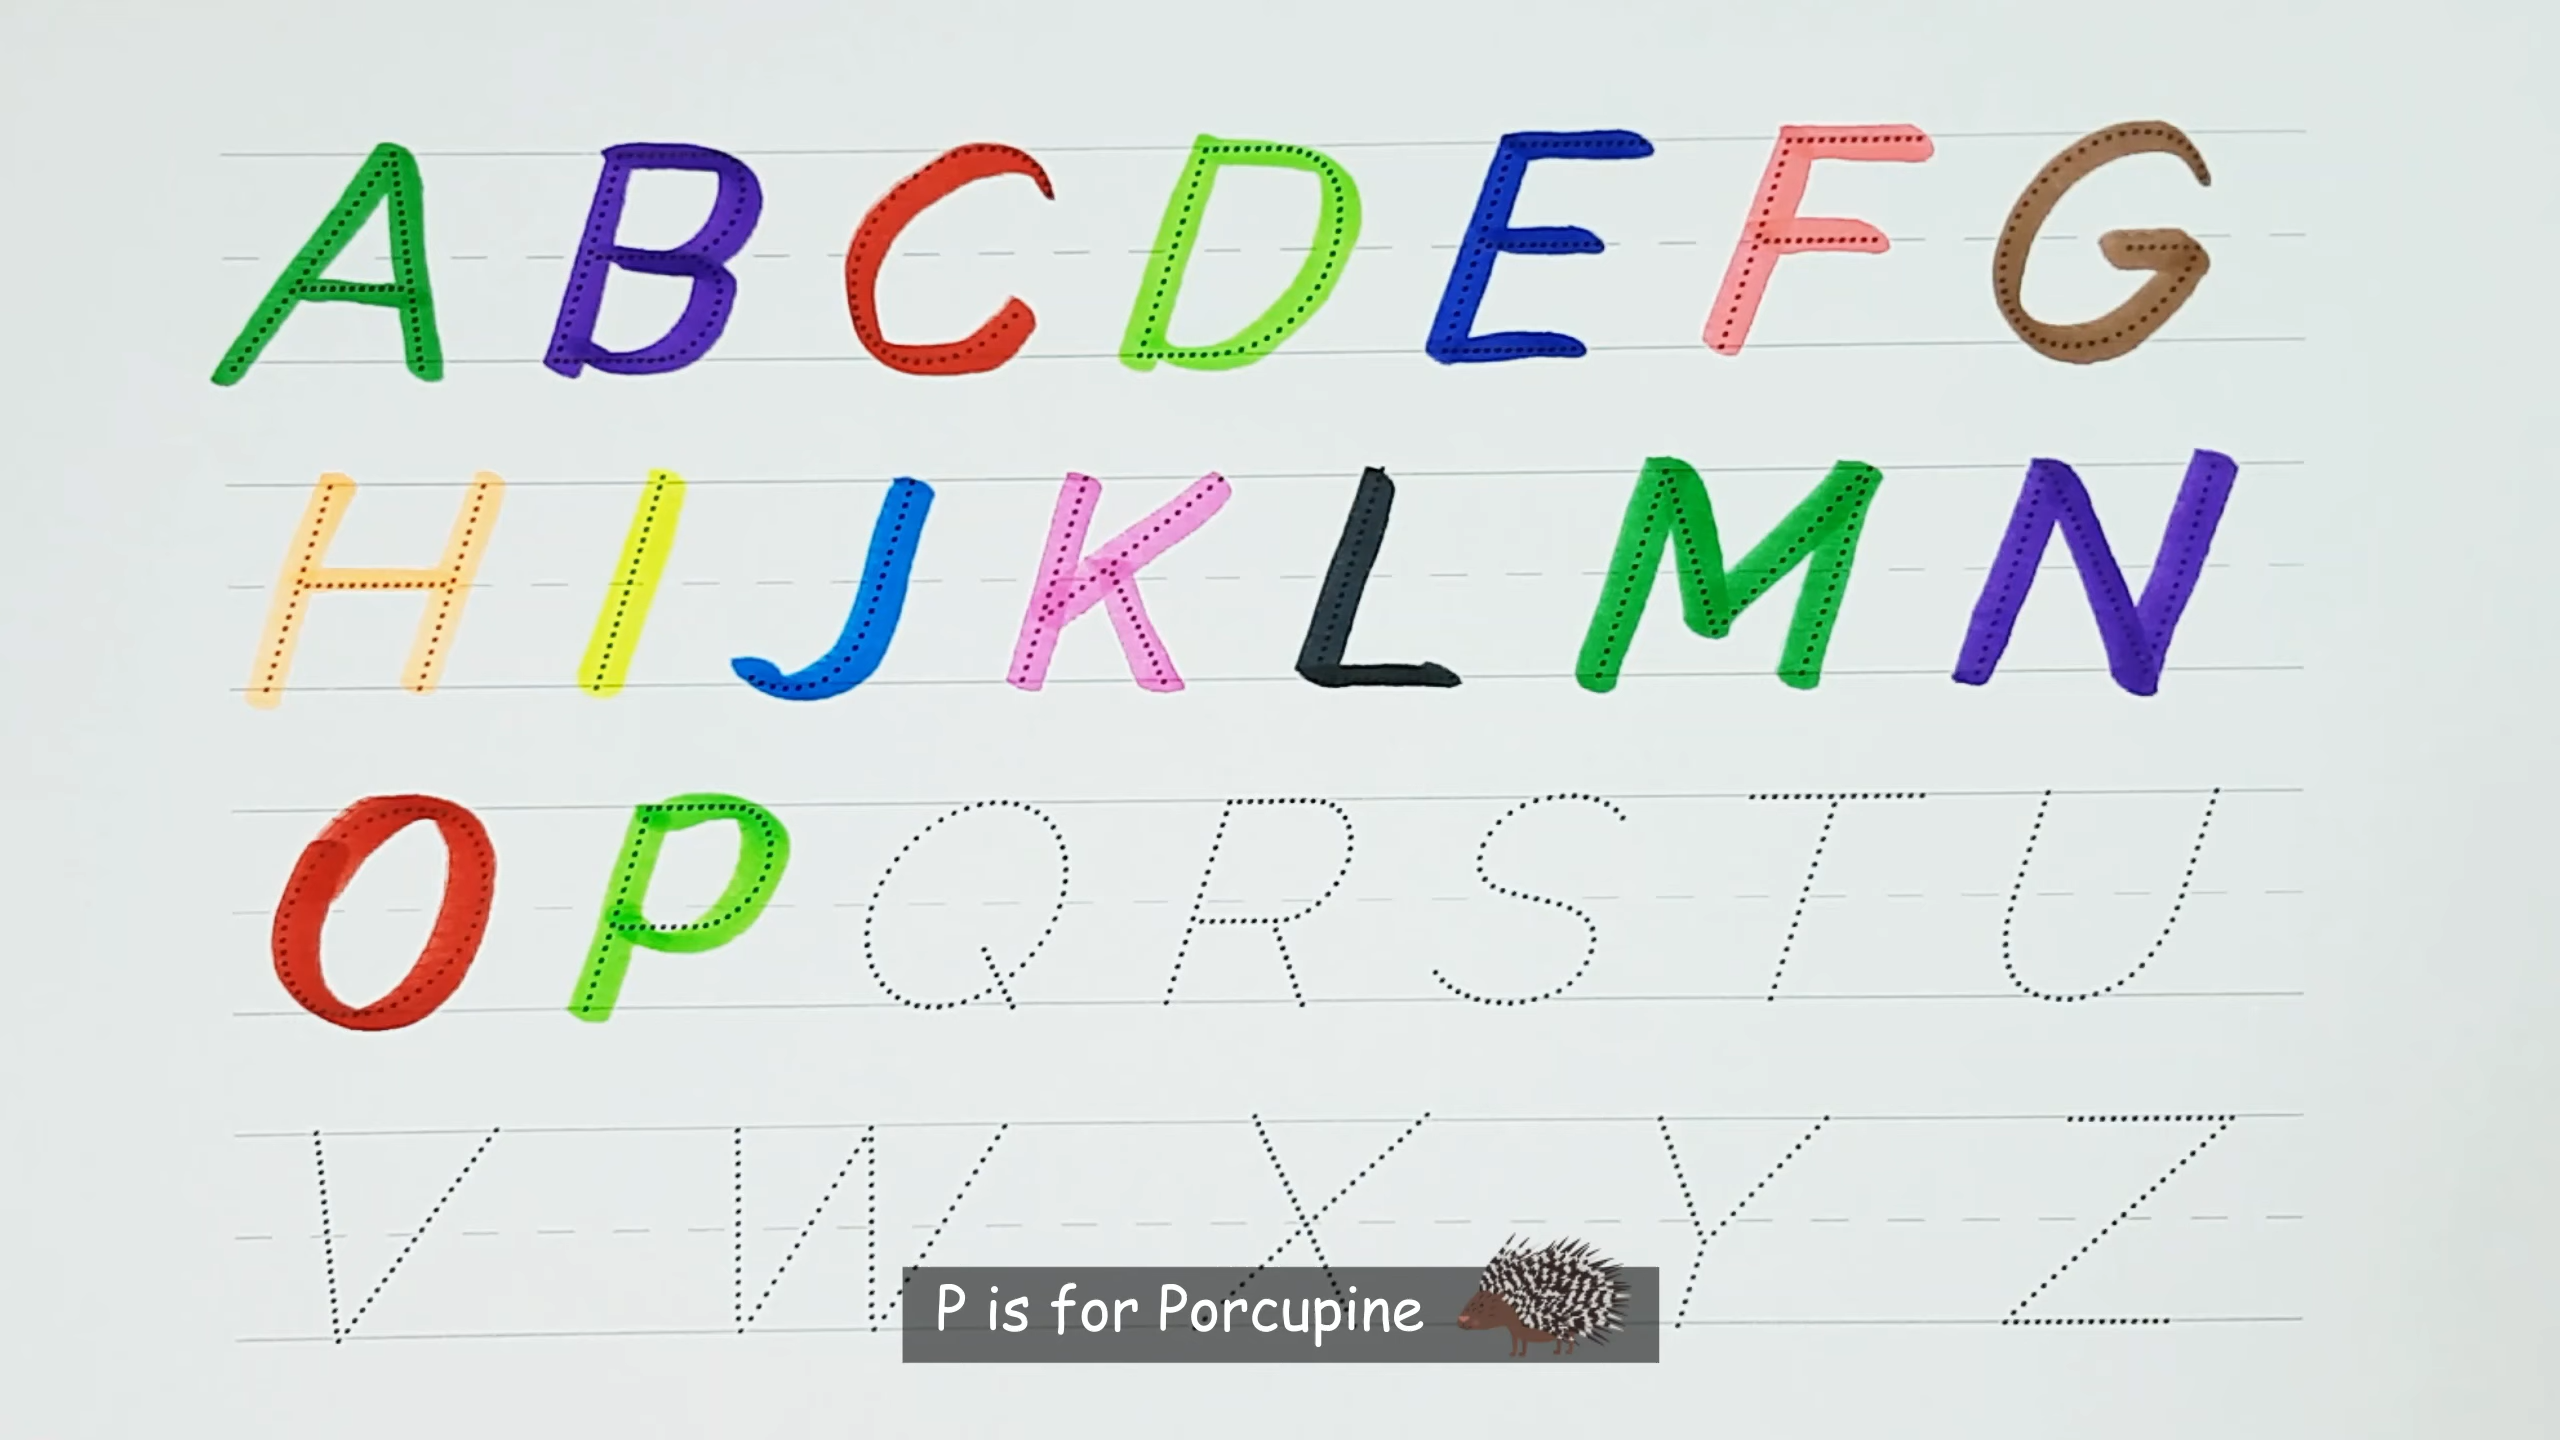 A B C D E F G
H I J K L M N
O P Q R S T U
V W X Y Z
P is for Porcupine